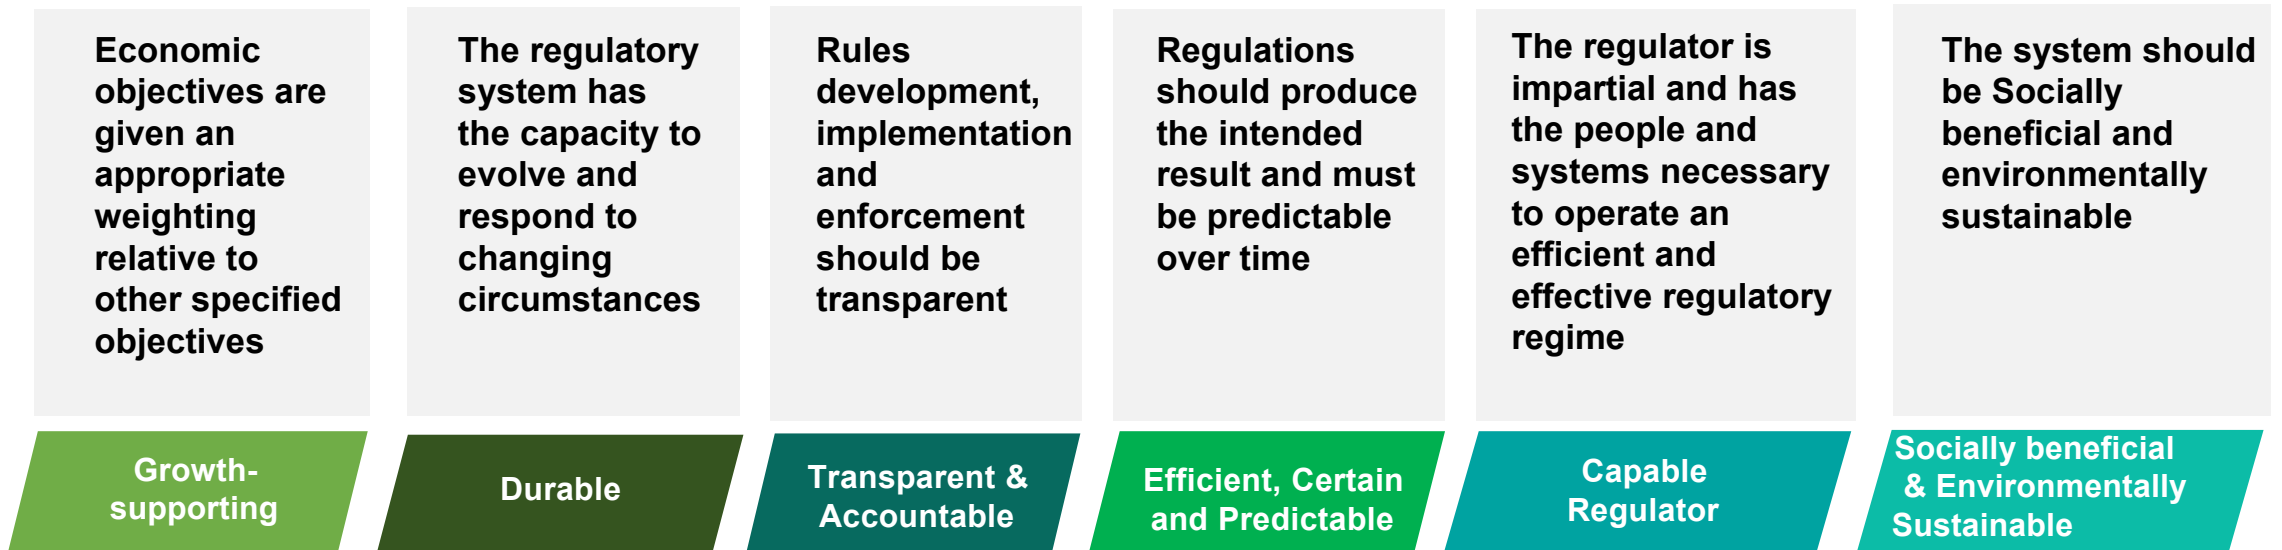 Economic
objectives are
given an
appropriate
weighting
relative to
other specified
objectives
Growth-
supporting
The regulatory
system has
the capacity to
evolve and
respond to
changing
circumstances
Durable
Rules
development,
implementation
and
enforcement
should be
transparent
Transparent &
Accountable
Regulations
should produce
the intended
result and must
be predictable
over time
Efficient, Certain
and Predictable
The regulator is
impartial and has
the people and
systems necessary
to operate an
efficient and
effective regulatory
regime
Capable
Regulator
The system should
be Socially
beneficial and
environmentally
sustainable
Socially beneficial
& Environmentally
Sustainable